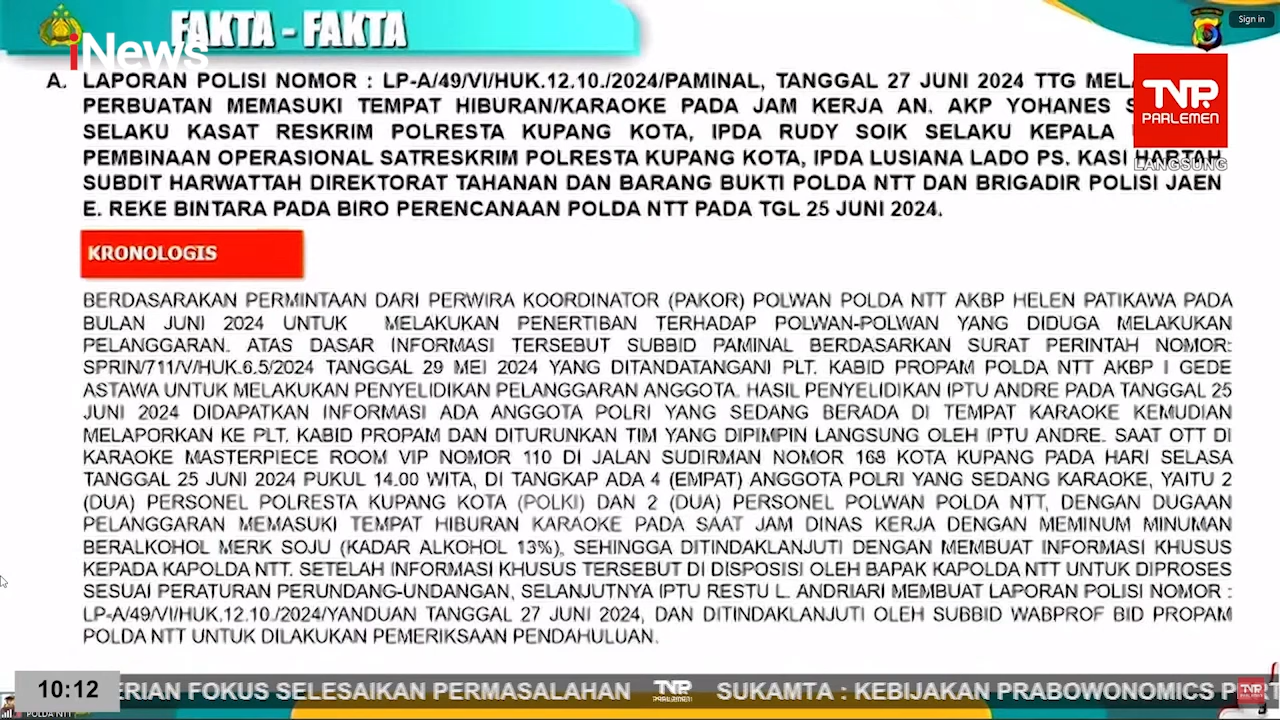 FAKTA - FAKTA
Sign in
iNews
A. LAPORAN POLISI NOMOR : LP-A/49/VI/HUK.12.10./2024/PAMINAL, TANGGAL 27 JUNI 2024 TTG
PERBUATAN MEMASUKI TEMPAT HIBURAN/KARAOKE PADA JAM KERJA AN. AKP YOHANES
SELAKU KASAT RESKRIM POLRESTA KUPANG KOTA, IPDA RUDY SOIK SELAKU KEPALA
PEMBINAAN OPERASIONAL SATRESKRIM POLRESTA KUPANG KOTA, IPDA LUSIANA LADO PS. KASI HARTAH
SUBDIT HARWATTAH DIREKTORAT TAHANAN DAN BARANG BUKTI POLDA NTT DAN BRIGADIR POLISI JAEN
E. REKE BINTARA PADA BIRO PERENCANAAN POLDA NTT PADA TGL 25 JUNI 2024.
TVP.
PARLEMEN
LANGSUNG
KRONOLOGIS
BERDASARAKAN PERMINTAAN DARI PERWIRA KOORDINATOR (PAKOR) POLWAN POLDA NTT AKBP HELEN PATIKAWA PADA
BULAN JUNI 2024 UNTUK MELAKUKAN PENERTIBAN TERHADAP POLWAN-POLWAN YANG DIDUGA MELAKUKAN
PELANGGARAN. ATAS DASAR INFORMASI TERSEBUT SUBBID PAMINAL BERDASARKAN SURAT PERINTAH NOMOR:
SPRIN/711/V/HUK.6.5/2024 TANGGAL 29 MEI 2024 YANG DITANDATANGANI PLT. KABID PROPAM POLDA NTT AKBP I GEDE
ASTAWA UNTUK MELAKUKAN PENYELIDIKAN PELANGGARAN ANGGOTA. HASIL PENYELIDIKAN IPTU ANDRE PADA TANGGAL 25
JUNI 2024 DIDAPATKAN INFORMASI ADA ANGGOTA POLRI YANG SEDANG BERADA DI TEMPAT KARAOKE KEMUDIAN
MELAPORKAN KE PLT. KABID PROPAM DAN DITURUNKAN TIM YANG DIPIMPIN LANGSUNG OLEH IPTU ANDRE. SAAT OTT DI
KARAOKE MASTERPIECE ROOM VIP NOMOR 110 DI JALAN SUDIRMAN NOMOR 168 KOTA KUPANG PADA HARI SELASA
TANGGAL 25 JUNI 2024 PUKUL 14.00 WITA, DI TANGKAP ADA 4 (EMPAT) ANGGOTA POLRI YANG SEDANG KARAOKE, YAITU 2
(DUA) PERSONEL POLRESTA KUPANG KOTA (POLKI) DAN 2 (DUA) PERSONEL POLWAN POLDA NTT, DENGAN DUGAAN
PELANGGARAN MEMASUKI TEMPAT HIBURAN KARAOKE PADA SAAT JAM DINAS KERJA DENGAN MEMINUM MINUMAN
BERALKOHOL MERK SOJU (KADAR ALKOHOL 13%), SEHINGGA DITINDAKLANJUTI DENGAN MEMBUAT INFORMASI KHUSUS
KEPADA KAPOLDA NTT. SETELAH INFORMASI KHUSUS TERSEBUT DI DISPOSISI OLEH BAPAK KAPOLDA NTT UNTUK DIPROSES
SESUAI PERATURAN PERUNDANG-UNDANGAN, SELANJUTNYA IPTU RESTU L. ANDRIARI MEMBUAT LAPORAN POLISI NOMOR :
LP-A/49/VI/HUK.12.10./2024/YANDUAN TANGGAL 27 JUNI 2024, DAN DITINDAKLANJUTI OLEH SUBBID WABPROF BID PROPAM
POLDA NTT UNTUK DILAKUKAN PEMERIKSAAN PENDAHULUAN.
10:12
ERIAN FOKUS SELESAIKAN PERMASALAHAN TVP. PARLEMEN SUKAMTA : KEBIJAKAN PRABOWONOMICS
POLDA NTT